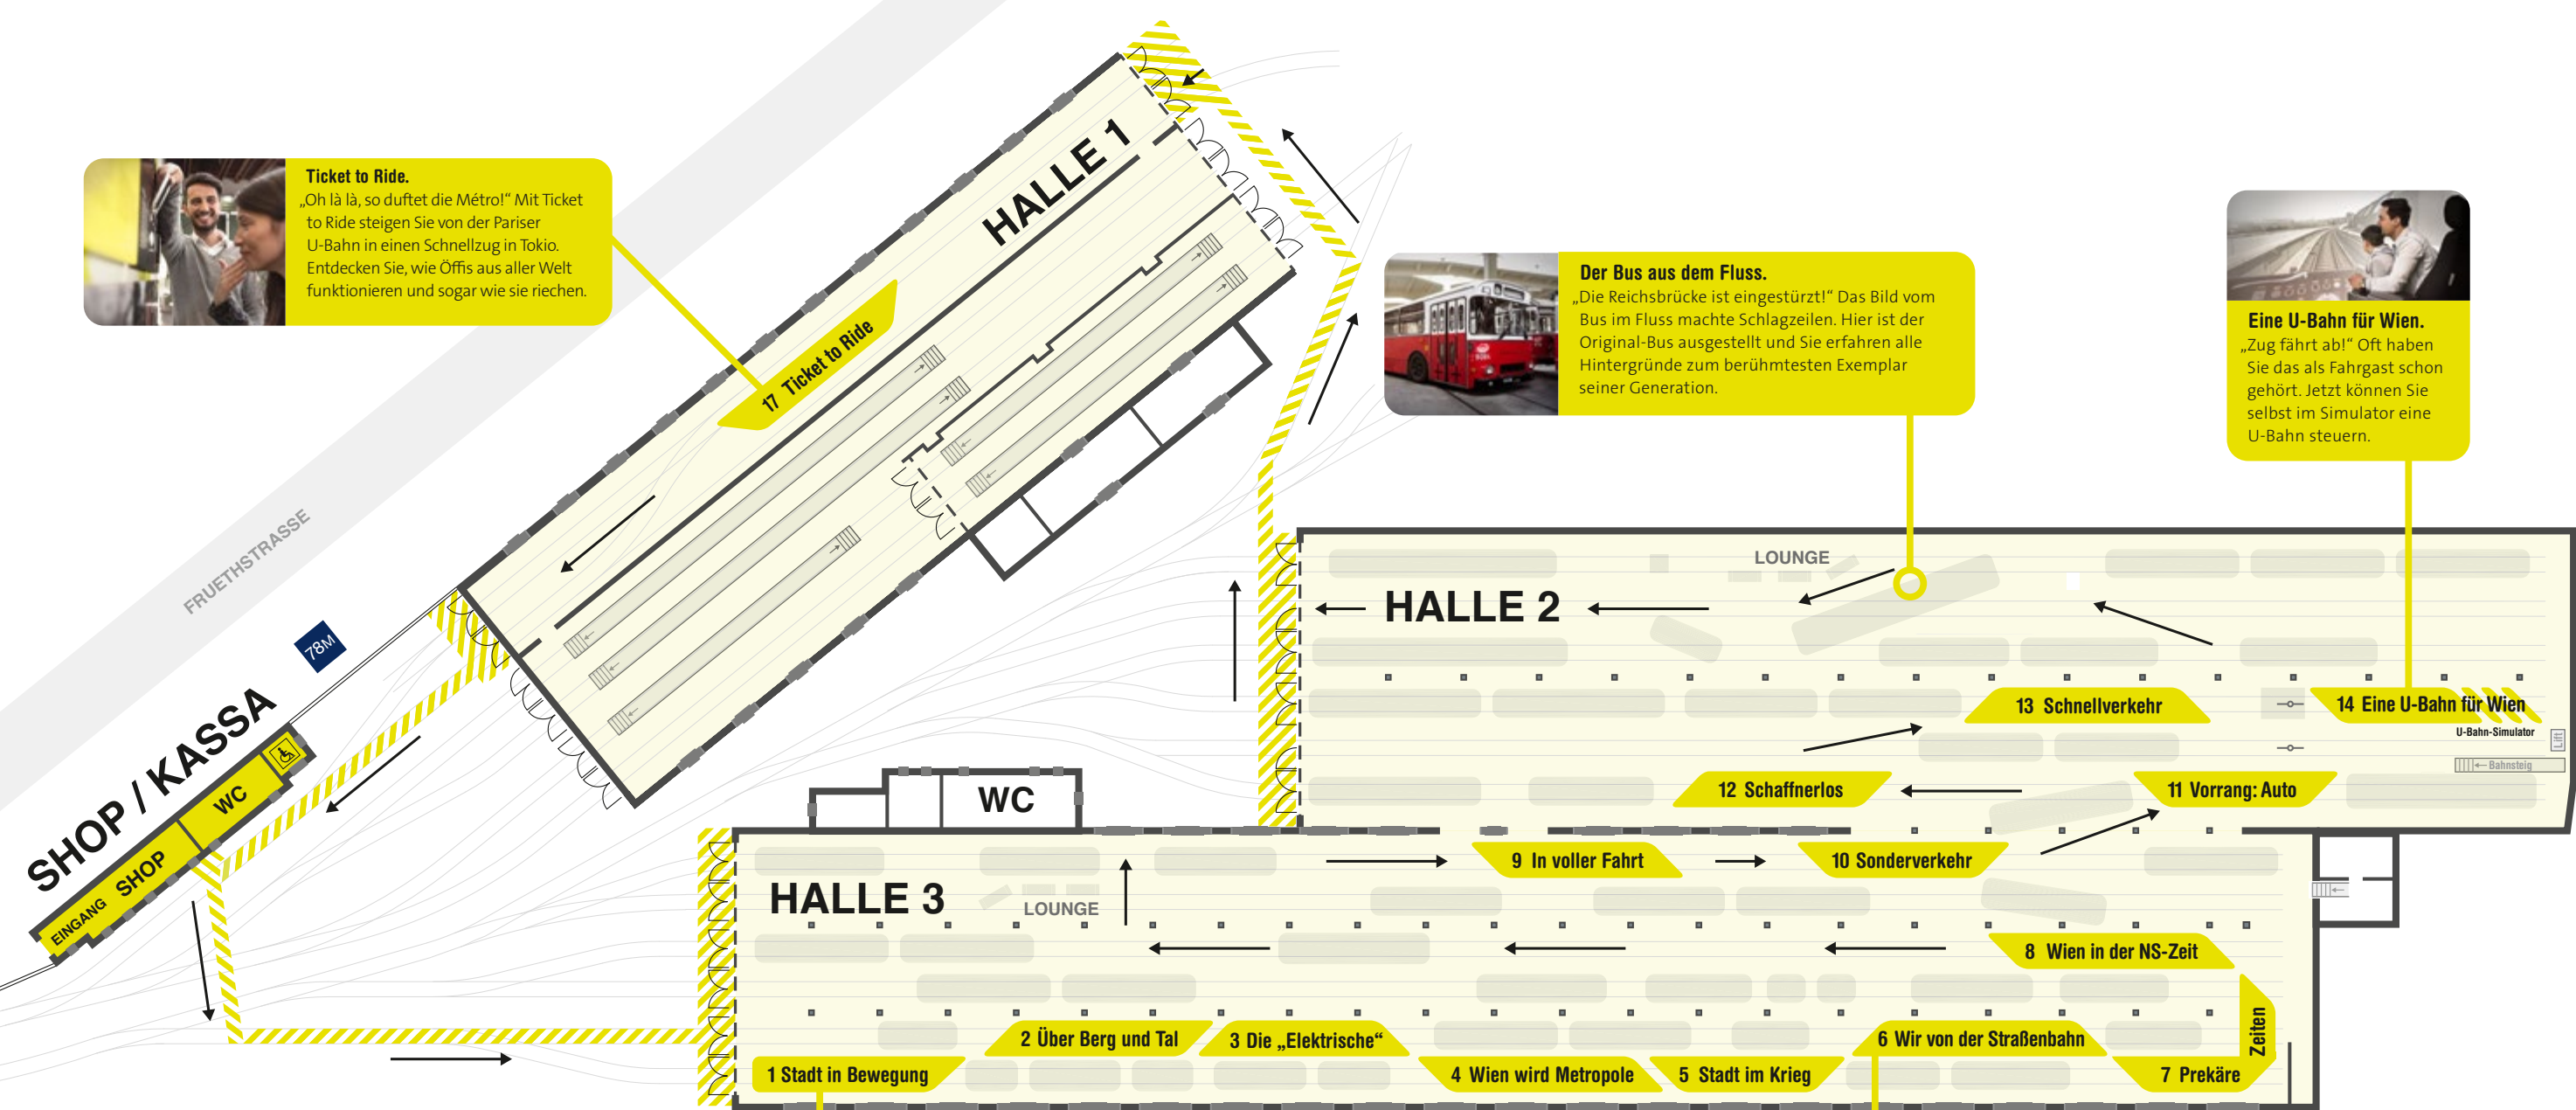 HALLE 1
Ticket to Ride.
„Oh là là, so duftet die Métro!“ Mit Ticket
to Ride steigen Sie von der Pariser
U-Bahn in einen Schnellzug in Tokio.
Entdecken Sie, wie Öffis aus aller Welt
funktionieren und sogar wie sie riechen.
17 Ticket to Ride
Der Bus aus dem Fluss.
„Die Reichsbrücke ist eingestürzt!“ Das Bild vom
Bus im Fluss machte Schlagzeilen. Hier ist der
Original-Bus ausgestellt und Sie erfahren alle
Hintergründe zum berühmtesten Exemplar
seiner Generation.
Eine U-Bahn für Wien.
„Zug fährt ab!“ Oft haben
Sie das als Fahrgast schon
gehört. Jetzt können Sie
selbst im Simulator eine
U-Bahn steuern.
FRUETHSTRASSE
78M
SHOP / KASSA
WC
SHOP
EINGANG
LOUNGE
HALLE 2
13 Schnellverkehr
14 Eine U-Bahn für Wien
U-Bahn-Simulator
Lift
Bahnsteig
12 Schaffnerlos
11 Vorrang: Auto
WC
9 In voller Fahrt
10 Sonderverkehr
HALLE 3
LOUNGE
8 Wien in der NS-Zeit
2 Über Berg und Tal
3 Die „Elektrische“
6 Wir von der Straßenbahn
1 Stadt in Bewegung
4 Wien wird Metropole
5 Stadt im Krieg
7 Prekäre
Zeiten